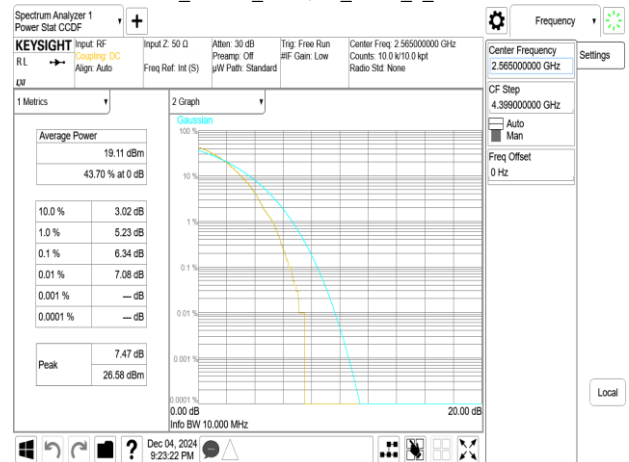 Spectrum Analyzer 1
Power Stat CCDF
Frequency
KEYSIGHT
RL
LXI
Input: RF
Coupling: DC
Align: Auto
Input Z: 50 Ω
Freq Ref: Int (S)
Atten: 30 dB
Preamp: Off
µW Path: Standard
Trig: Free Run
#IF Gain: Low
Center Freq: 2.565000000 GHz
Counts: 10.0 k/10.0 kpt
Radio Std: None
Center Frequency
2.565000000 GHz
Settings
CF Step
4.399000000 GHz
Auto
Man
Freq Offset
0 Hz
1 Metrics
Average Power
19.11 dBm
43.70 % at 0 dB
10.0 % 3.02 dB
1.0 % 5.23 dB
0.1 % 6.34 dB
0.01 % 7.08 dB
0.001 % --- dB
0.0001 % --- dB
Peak
7.47 dB
26.58 dBm
2 Graph
Gaussian
100 %
10 %
1 %
0.1 %
0.01 %
0.001 %
0.0001 %
0.00 dB 20.00 dB
Info BW 10.000 MHz
Local
?
Dec 04, 2024
9:23:22 PM